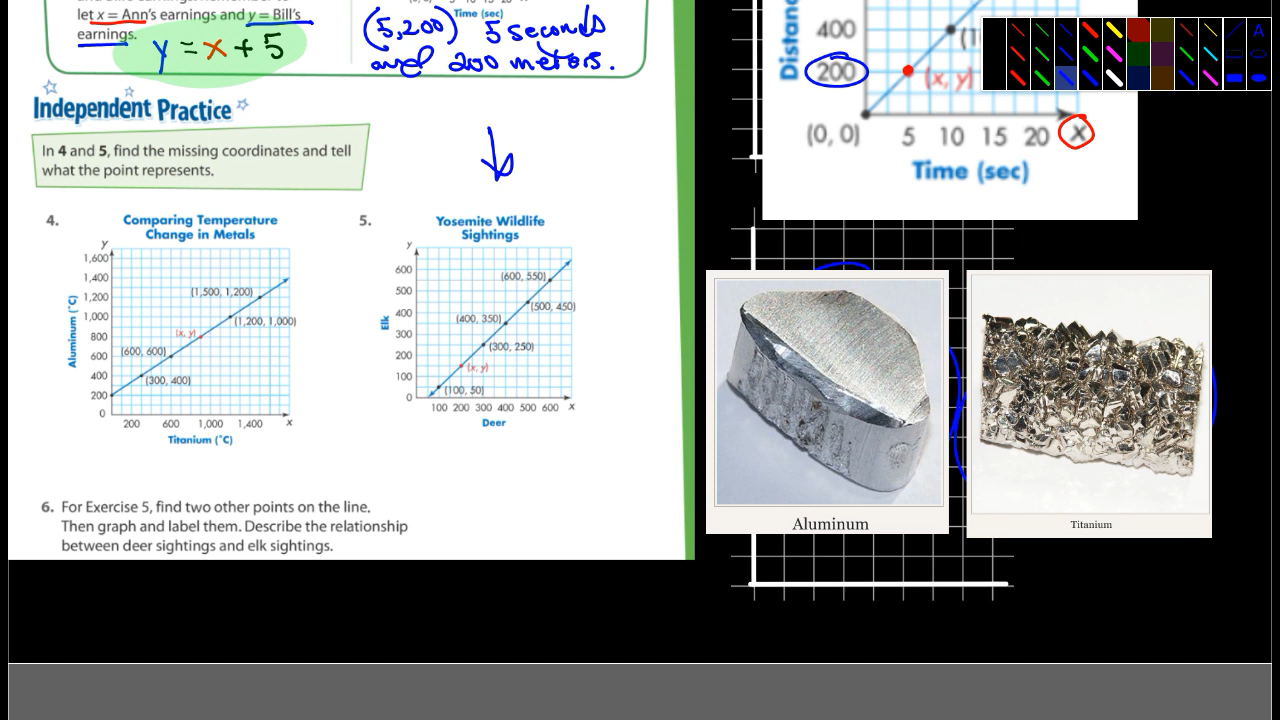 let x = Ann's earnings and y = Bill's
earnings.
y = x + 5
Time (sec)
(5,200) 5 seconds
and 200 meters.
Independent Practice
In 4 and 5, find the missing coordinates and tell
what the point represents.
4.
Comparing Temperature
Change in Metals
y
1,600
1,400
1,200
1,000
800
600
400
200
0
Aluminum (°C)
(1,500, 1,200)
(1,200, 1,000)
(x, y)
(600, 600)
(300, 400)
200 600 1,000 1,400 x
Titanium (°C)
5.
Yosemite Wildlife
Sightings
y
600
500
400
300
200
100
0
Elk
(600, 550)
(500, 450)
(400, 350)
(300, 250)
(x, y)
(100, 50)
100 200 300 400 500 600 x
Deer
6. For Exercise 5, find two other points on the line.
Then graph and label them. Describe the relationship
between deer sightings and elk sightings.
400
200
(x, y)
(0, 0) 5 10 15 20 x
Time (sec)
A
Aluminum
Titanium